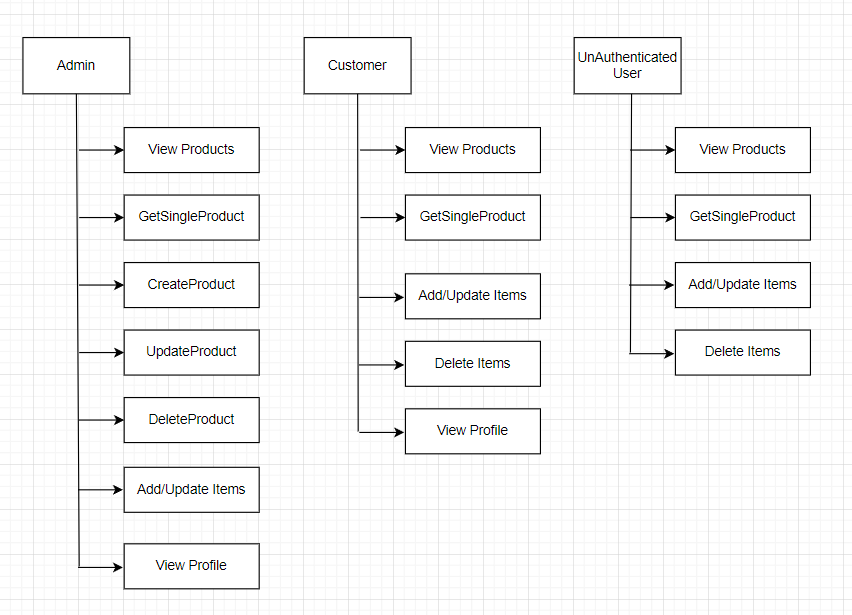 Admin
View Products
GetSingleProduct
CreateProduct
UpdateProduct
DeleteProduct
Add/Update Items
View Profile
Customer
View Products
GetSingleProduct
Add/Update Items
Delete Items
View Profile
UnAuthenticated
User
View Products
GetSingleProduct
Add/Update Items
Delete Items